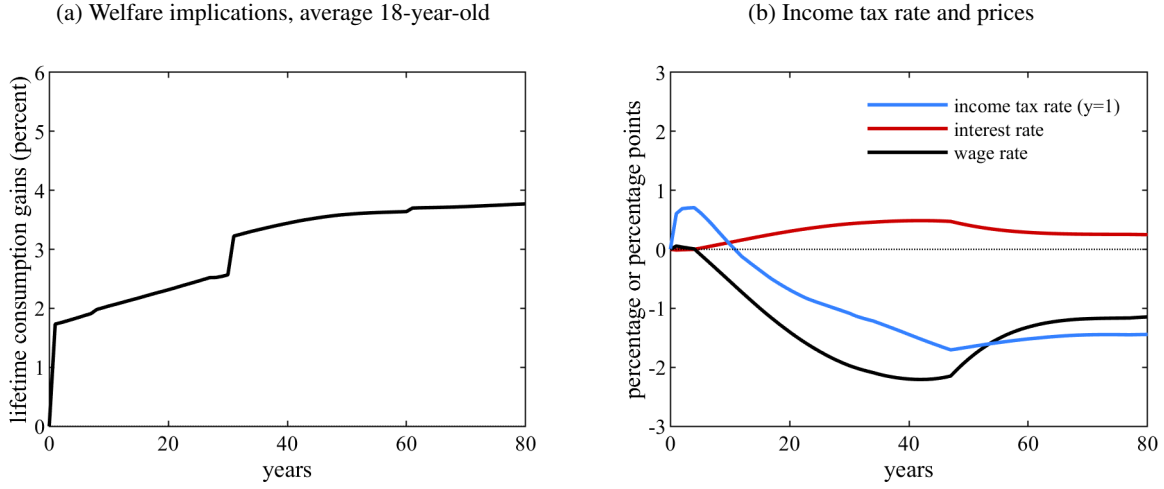 (a) Welfare implications, average 18-year-old
lifetime consumption gains (percent)
6
5
4
3
2
1
0
0 20 40 60 80
years
(b) Income tax rate and prices
percentage or percentage points
3
2
1
0
-1
-2
-3
income tax rate (y=1)
interest rate
wage rate
0 20 40 60 80
years